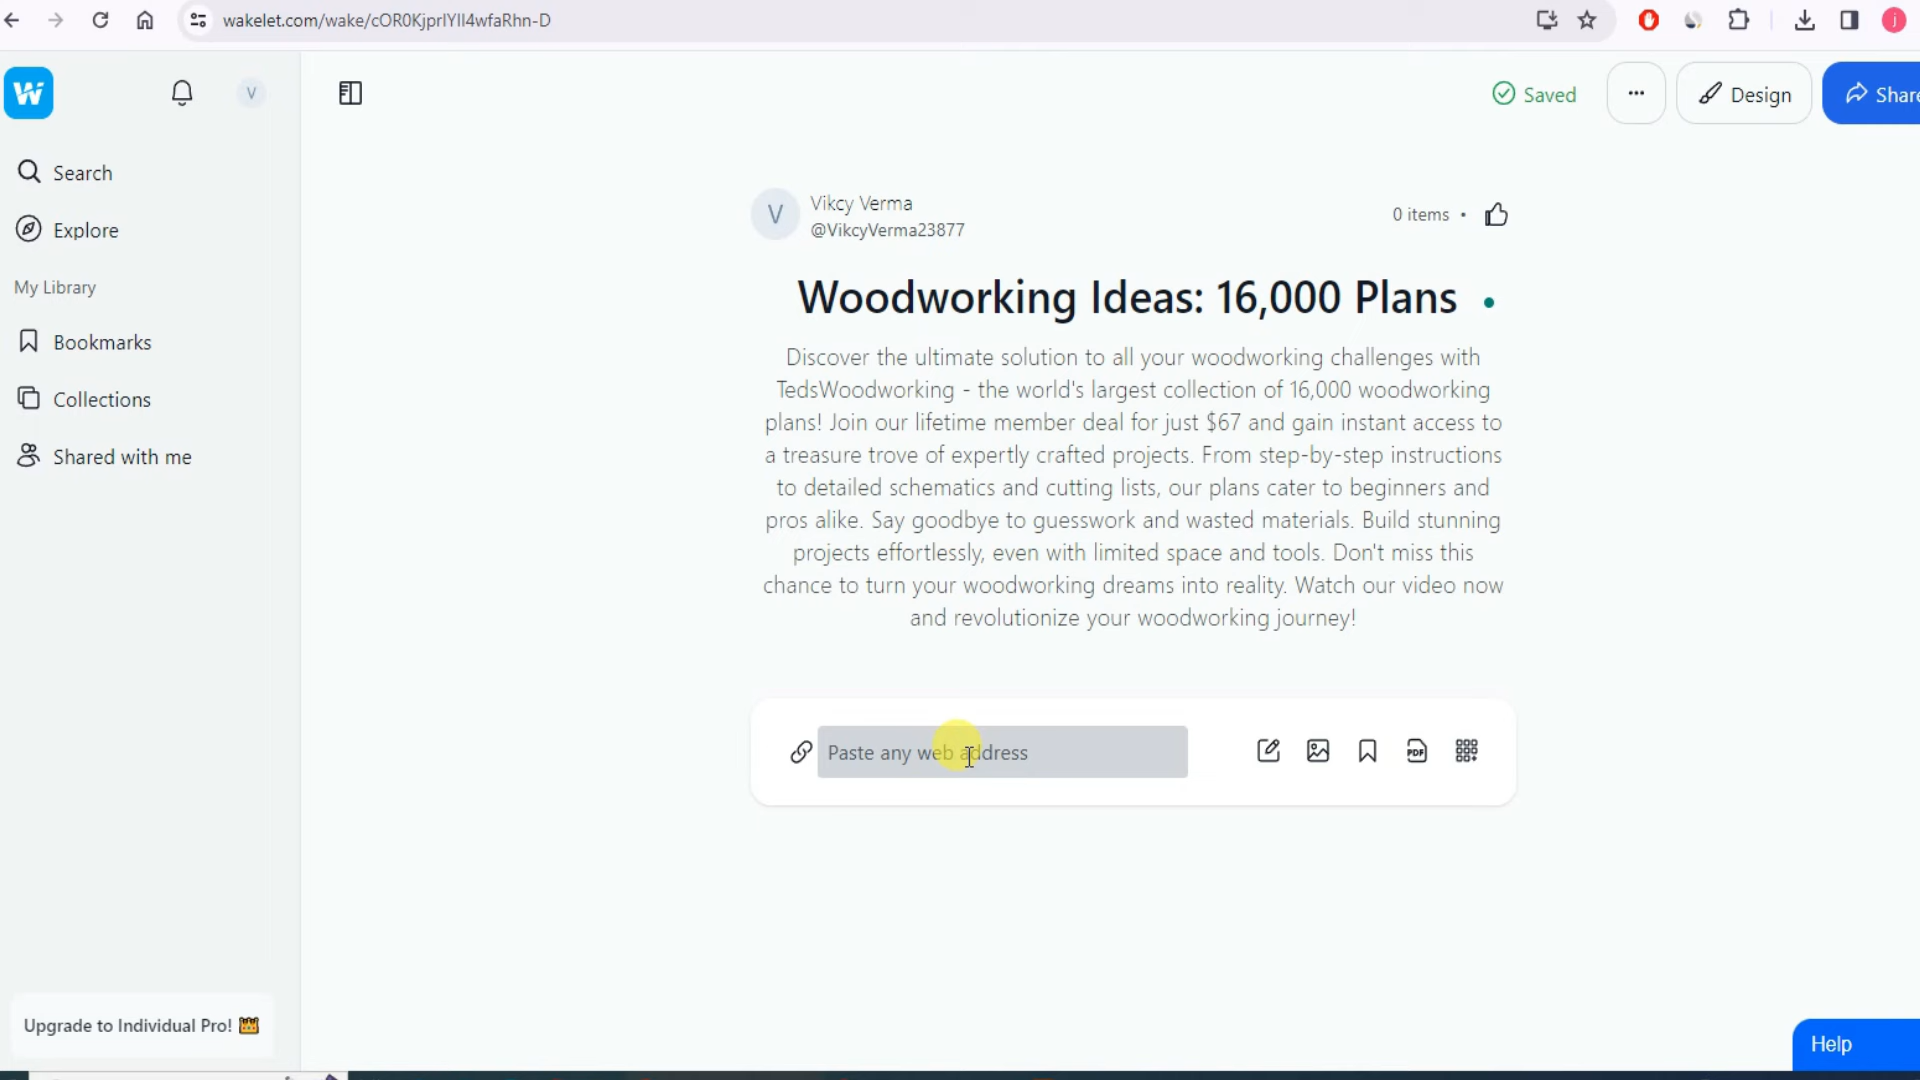 wakelet.com/wake/cOR0KjprIYII4wfaRhn-D
j
W
V
Saved
...
Design
Share
Search
Explore
My Library
Bookmarks
Collections
Shared with me
V
Vikcy Verma
@VikcyVerma23877
0 items •
Woodworking Ideas: 16,000 Plans
Discover the ultimate solution to all your woodworking challenges with
TedsWoodworking - the world's largest collection of 16,000 woodworking
plans! Join our lifetime member deal for just $67 and gain instant access to
a treasure trove of expertly crafted projects. From step-by-step instructions
to detailed schematics and cutting lists, our plans cater to beginners and
pros alike. Say goodbye to guesswork and wasted materials. Build stunning
projects effortlessly, even with limited space and tools. Don't miss this
chance to turn your woodworking dreams into reality. Watch our video now
and revolutionize your woodworking journey!
Paste any web address
PDF
Upgrade to Individual Pro!
Help